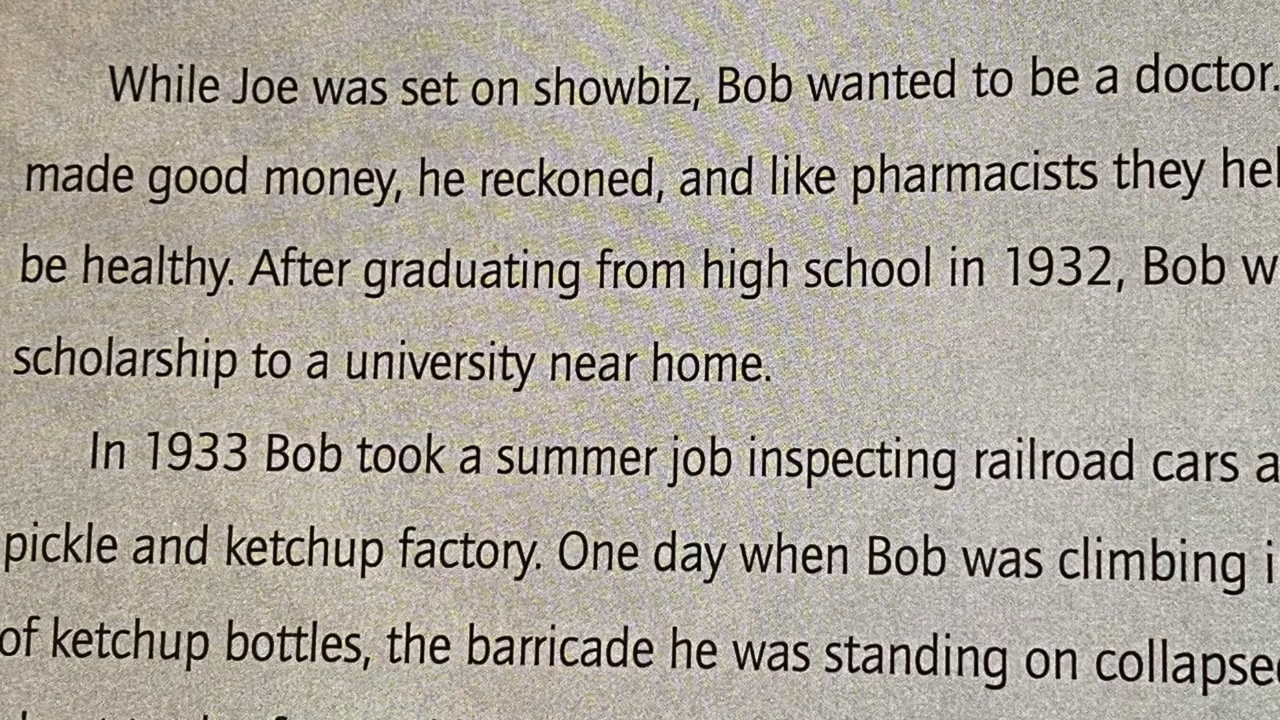 While Joe was set on showbiz, Bob wanted to be a doctor.
made good money, he reckoned, and like pharmacists they
be healthy. After graduating from high school in 1932, Bob
scholarship to a university near home.
In 1933 Bob took a summer job inspecting railroad cars
pickle and ketchup factory. One day when Bob was climbing
of ketchup bottles, the barricade he was standing on